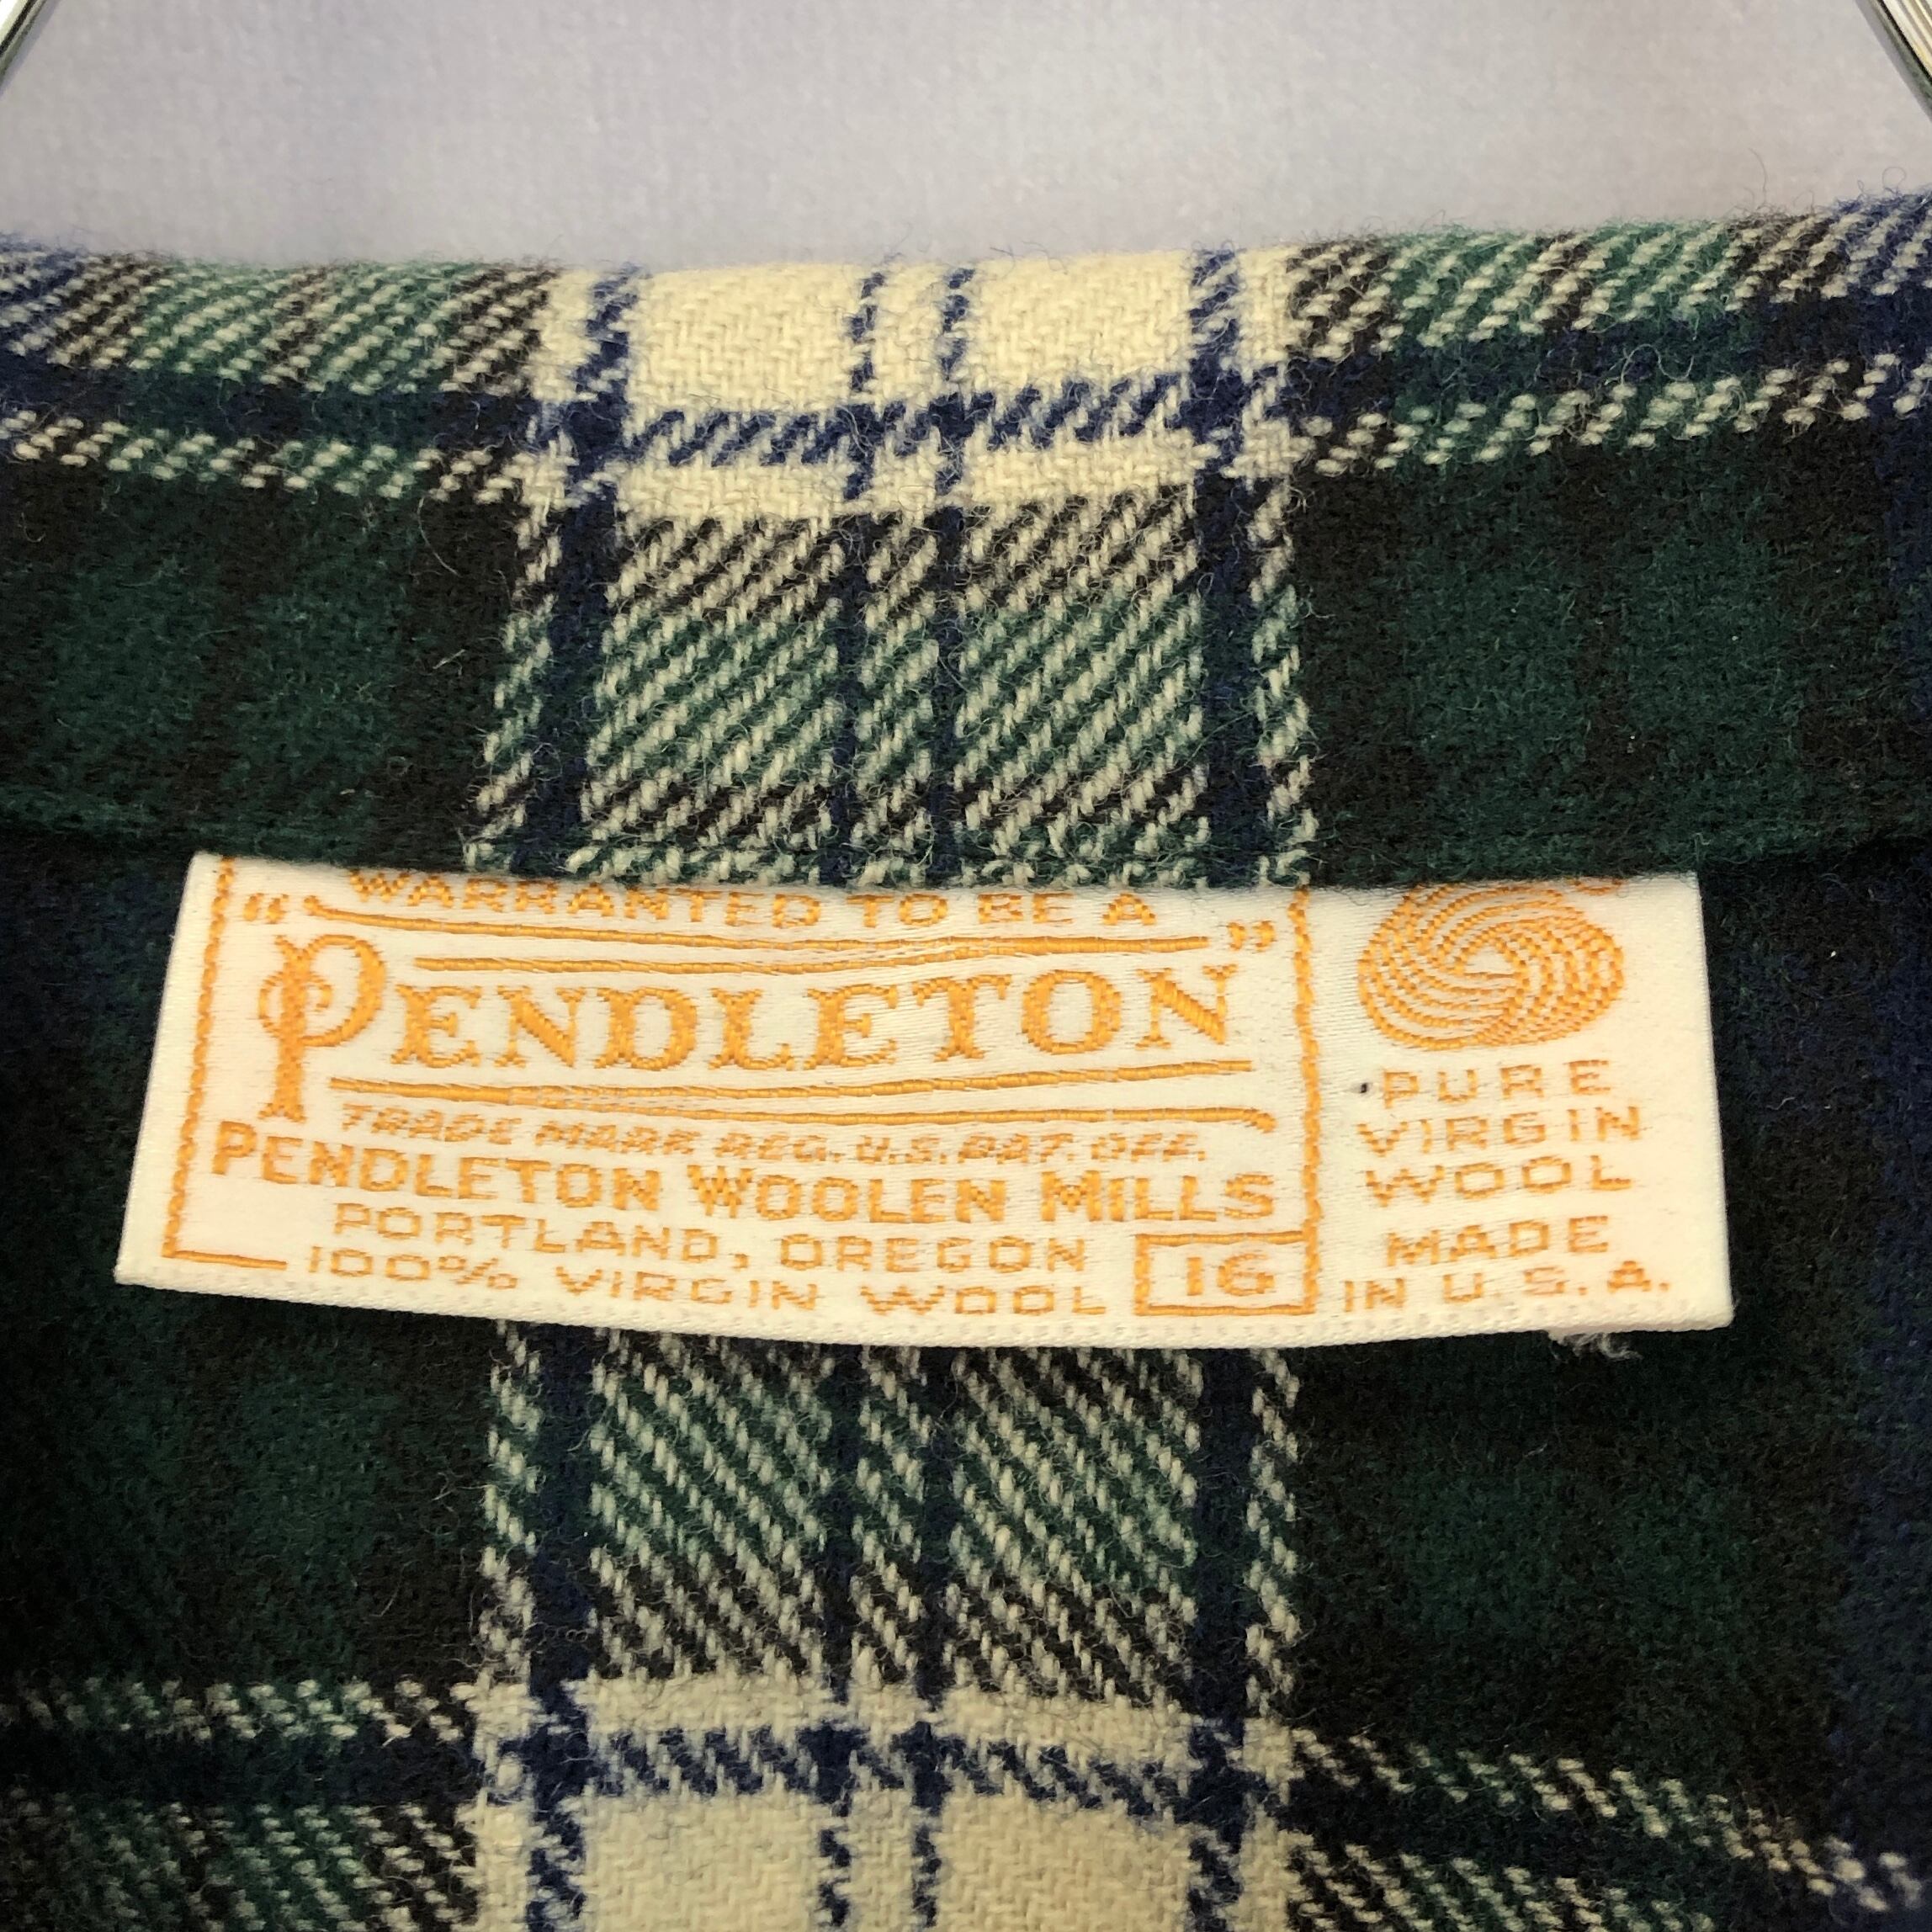 WARRANTED TO BE A
“PENDLETON”
TRADE MARK REG. U.S. PAT. OFF.
PENDLETON WOOLEN MILLS
PORTLAND, OREGON
100% VIRGIN WOOL
16
PURE
VIRGIN
WOOL
MADE
IN U.S.A.